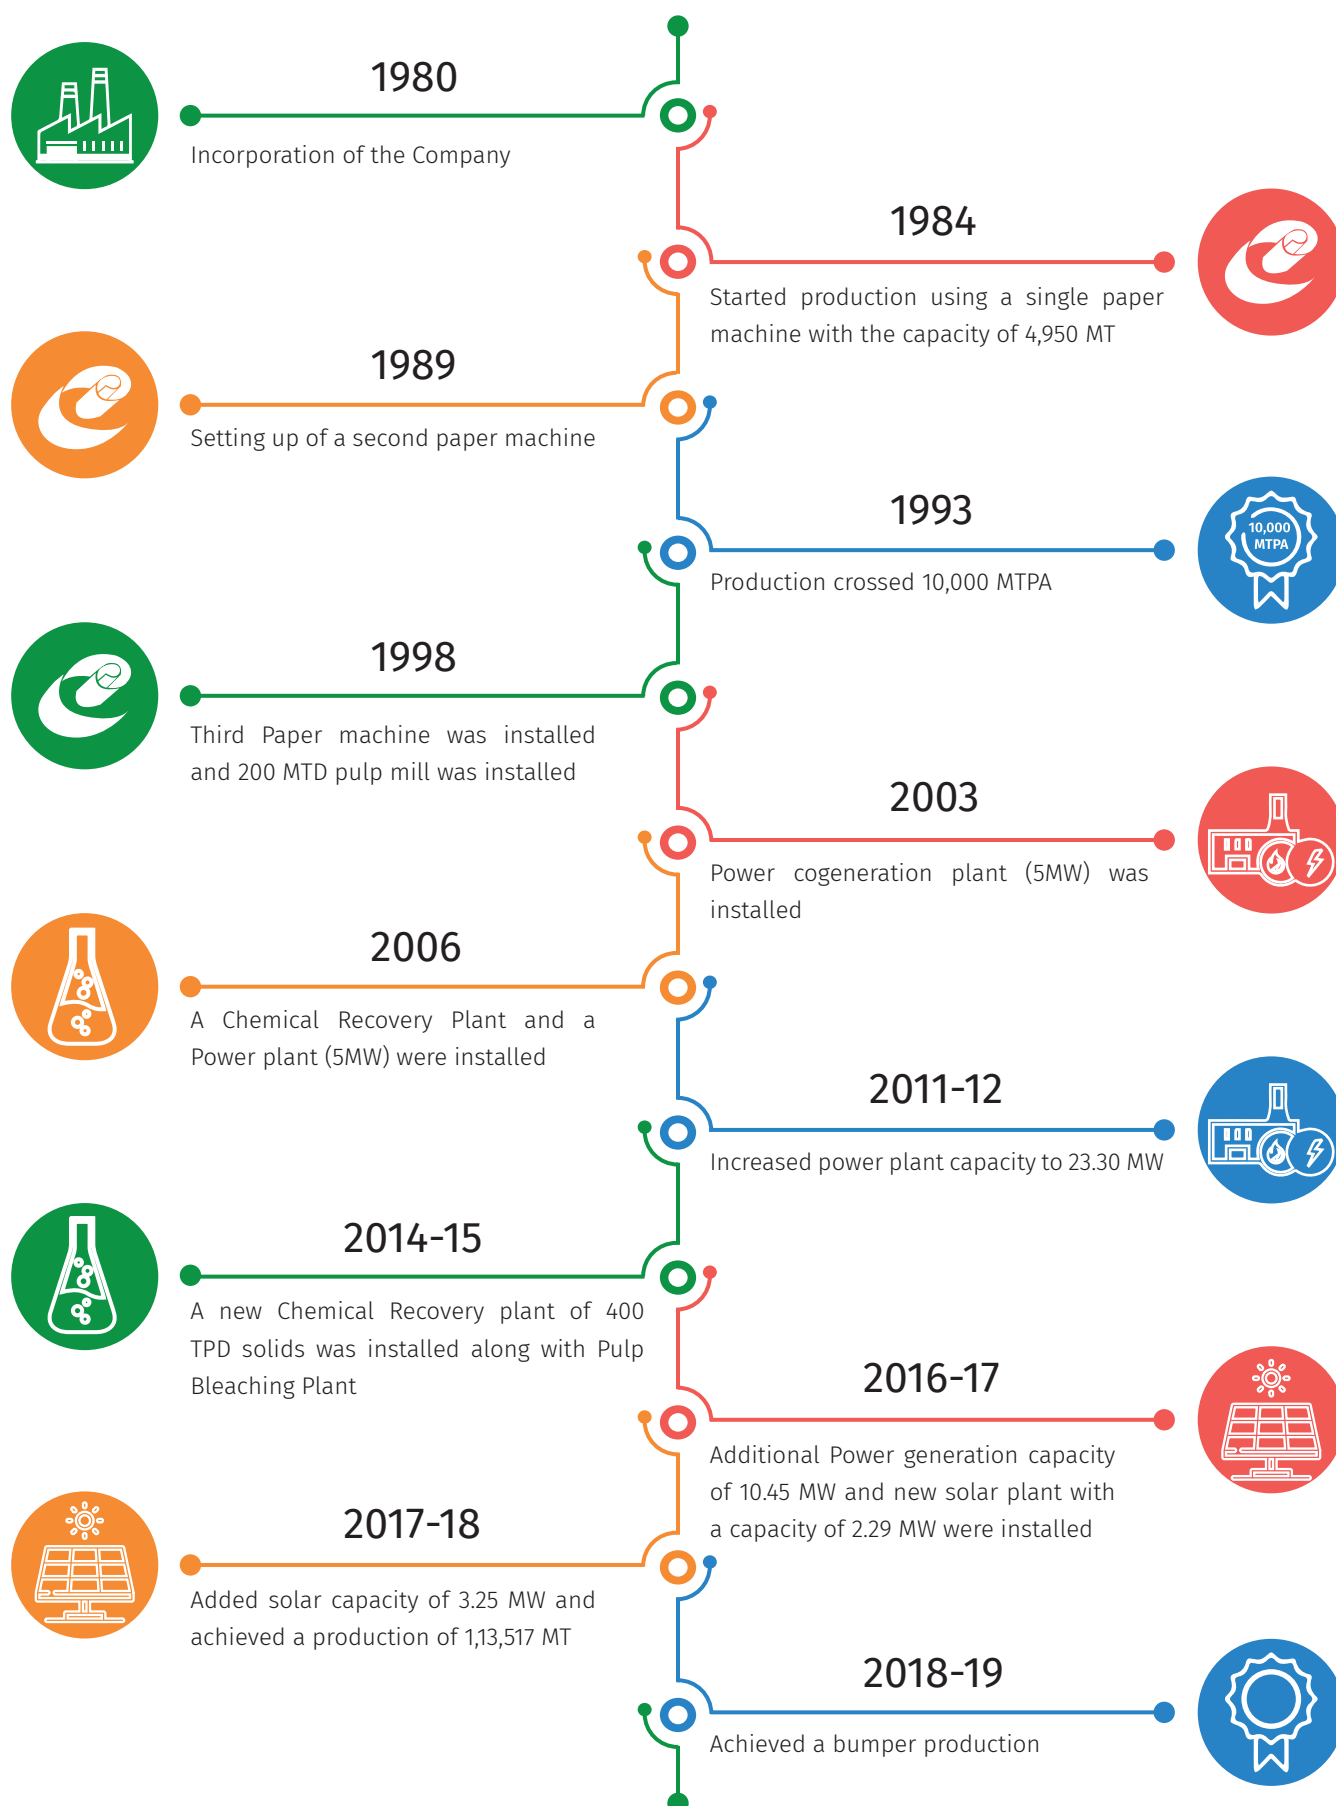 1980
Incorporation of the Company
1984
Started production using a single paper
machine with the capacity of 4,950 MT
1989
Setting up of a second paper machine
1993
10,000
MTPA
Production crossed 10,000 MTPA
1998
Third Paper machine was installed
and 200 MTD pulp mill was installed
2003
Power cogeneration plant (5MW) was
installed
2006
A Chemical Recovery Plant and a
Power plant (5MW) were installed
2011-12
Increased power plant capacity to 23.30 MW
2014-15
A new Chemical Recovery plant of 400
TPD solids was installed along with Pulp
Bleaching Plant
2016-17
Additional Power generation capacity
of 10.45 MW and new solar plant with
a capacity of 2.29 MW were installed
2017-18
Added solar capacity of 3.25 MW and
achieved a production of 1,13,517 MT
2018-19
Achieved a bumper production